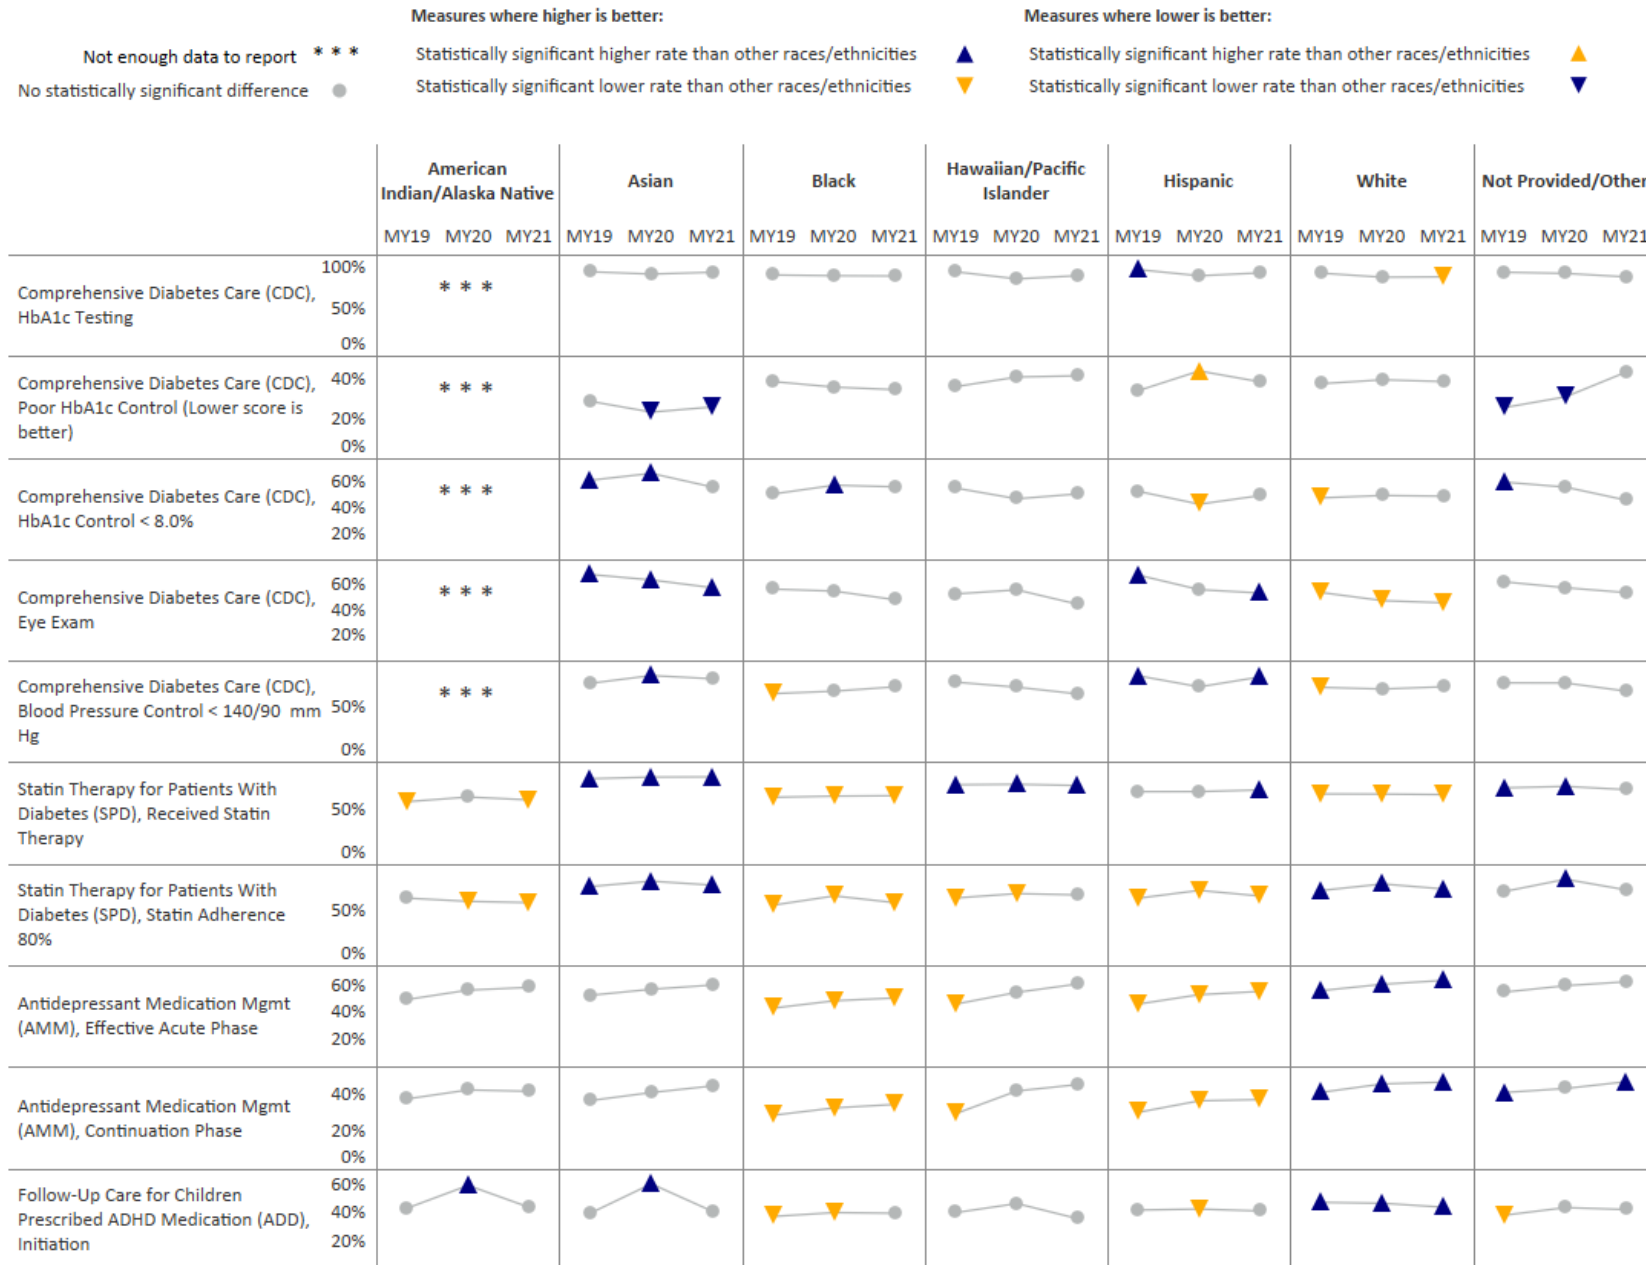 Measures where higher is better:
Measures where lower is better:
Not enough data to report * * *
Statistically significant higher rate than other races/ethnicities
Statistically significant higher rate than other races/ethnicities
No statistically significant difference
Statistically significant lower rate than other races/ethnicities
Statistically significant lower rate than other races/ethnicities
American
Indian/Alaska Native
Asian
Black
Hawaiian/Pacific
Islander
Hispanic
White
Not Provided/Other
MY19 MY20 MY21 MY19 MY20 MY21 MY19 MY20 MY21 MY19 MY20 MY21 MY19 MY20 MY21 MY19 MY20 MY21 MY19 MY20 MY21
Comprehensive Diabetes Care (CDC),
HbA1c Testing
100%
50%
0%
* * *
Comprehensive Diabetes Care (CDC),
Poor HbA1c Control (Lower score is
better)
40%
20%
0%
* * *
Comprehensive Diabetes Care (CDC),
HbA1c Control < 8.0%
60%
40%
20%
* * *
Comprehensive Diabetes Care (CDC),
Eye Exam
60%
40%
20%
* * *
Comprehensive Diabetes Care (CDC),
Blood Pressure Control < 140/90 mm
Hg
50%
0%
* * *
Statin Therapy for Patients With
Diabetes (SPD), Received Statin
Therapy
50%
0%
Statin Therapy for Patients With
Diabetes (SPD), Statin Adherence
80%
50%
0%
Antidepressant Medication Mgmt
(AMM), Effective Acute Phase
60%
40%
20%
Antidepressant Medication Mgmt
(AMM), Continuation Phase
40%
20%
0%
Follow-Up Care for Children
Prescribed ADHD Medication (ADD),
Initiation
60%
40%
20%